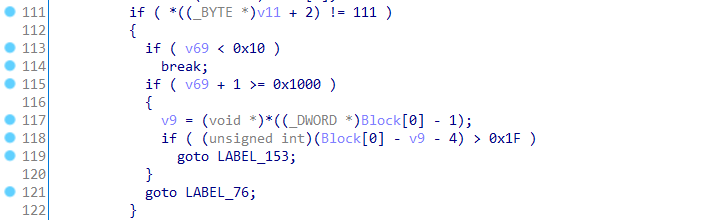 111 if ( *((_BYTE *)v11 + 2) != 111 )
112 {
113 if ( v69 < 0x10 )
114 break;
115 if ( v69 + 1 >= 0x1000 )
116 {
117 v9 = (void *)*((_DWORD *)Block[0] - 1);
118 if ( (unsigned int)(Block[0] - v9 - 4) > 0x1F )
119 goto LABEL_153;
120 }
121 goto LABEL_76;
122 }